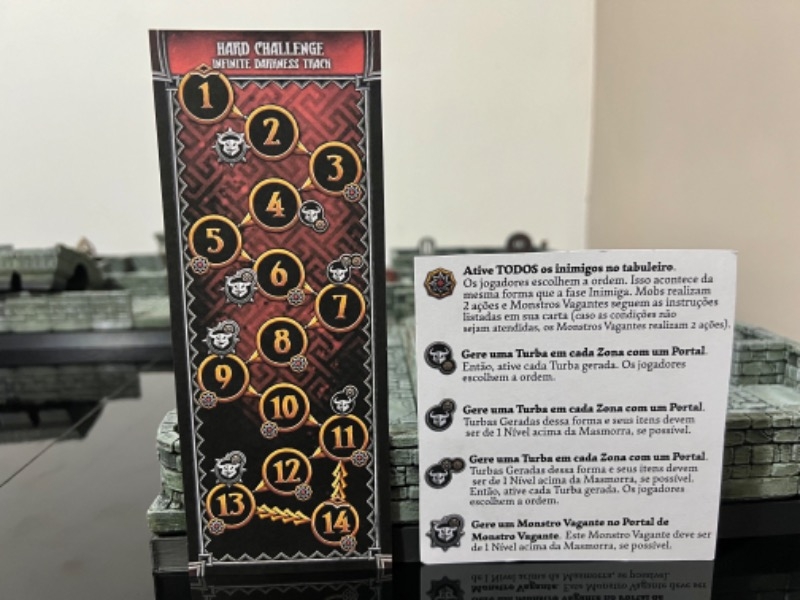 HARD CHALLENGE
INFINITE DARKNESS TRACK
1
2
3
4
5
6
7
8
9
10
11
12
13
14
Ative TODOS os inimigos no tabuleiro.
Os jogadores escolhem a ordem. Isso acontece da
mesma forma que a fase Inimiga. Mobs realizam
2 ações e Monstros Vagantes seguem as instruções
listadas em sua carta (caso as condições não
sejam atendidas, os Monstros Vagantes realizam 2 ações).
Gere uma Turba em cada Zona com um Portal.
Então, ative cada Turba gerada. Os jogadores
escolhem a ordem.
Gere uma Turba em cada Zona com um Portal.
Turbas Geradas dessa forma e seus itens devem
ser de 1 Nível acima da Masmorra, se possível.
Gere uma Turba em cada Zona com um Portal.
Turbas Geradas dessa forma e seus itens devem
ser de 1 Nível acima da Masmorra, se possível.
Então, ative cada Turba gerada. Os jogadores
escolhem a ordem.
Gere um Monstro Vagante no Portal de
Monstro Vagante. Este Monstro Vagante deve ser
de 1 Nível acima da Masmorra, se possível.